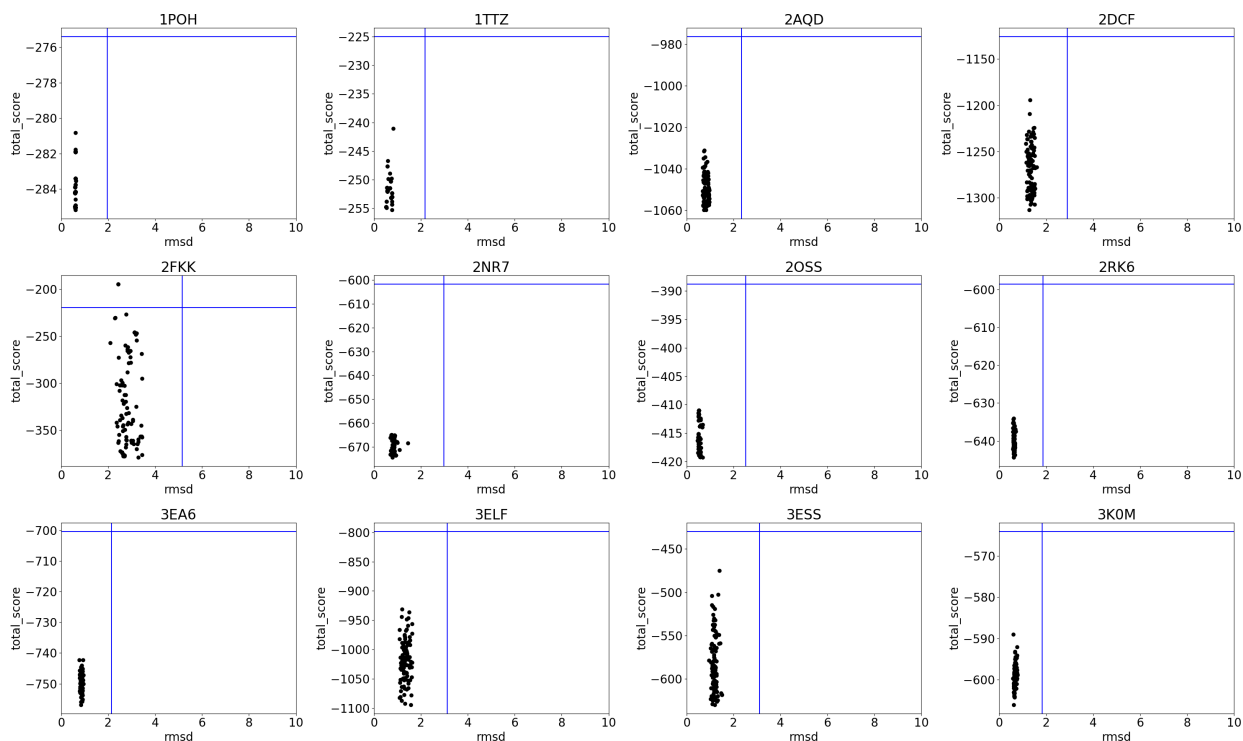 1POH
total_score
−276
−278
−280
−282
−284
0 2 4 6 8 10
rmsd
1TTZ
total_score
−225
−230
−235
−240
−245
−250
−255
0 2 4 6 8 10
rmsd
2AQD
total_score
−980
−1000
−1020
−1040
−1060
0 2 4 6 8 10
rmsd
2DCF
total_score
−1150
−1200
−1250
−1300
0 2 4 6 8 10
rmsd
2FKK
total_score
−200
−250
−300
−350
0 2 4 6 8 10
rmsd
2NR7
total_score
−600
−610
−620
−630
−640
−650
−660
−670
0 2 4 6 8 10
rmsd
2OSS
total_score
−390
−395
−400
−405
−410
−415
−420
0 2 4 6 8 10
rmsd
2RK6
total_score
−600
−610
−620
−630
−640
0 2 4 6 8 10
rmsd
3EA6
total_score
−700
−710
−720
−730
−740
−750
0 2 4 6 8 10
rmsd
3ELF
total_score
−800
−850
−900
−950
−1000
−1050
−1100
0 2 4 6 8 10
rmsd
3ESS
total_score
−450
−500
−550
−600
0 2 4 6 8 10
rmsd
3K0M
total_score
−570
−580
−590
−600
0 2 4 6 8 10
rmsd